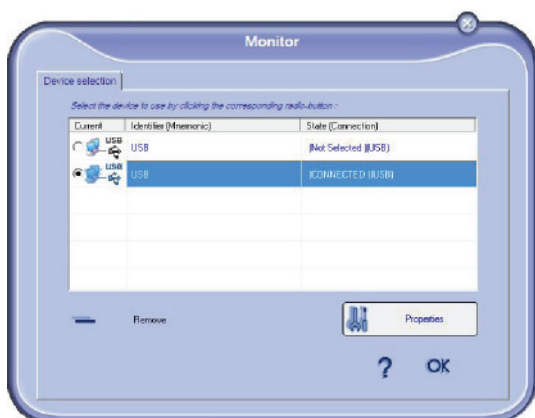 Monitor
Device selection
Select the device to use by clicking the corresponding radio-button :
Current Identifier (Mnemonic) State (Connection)
USB USB (Not Selected )(USB)
USB USB (CONNECTED )(USB)
Remove Properties
? OK